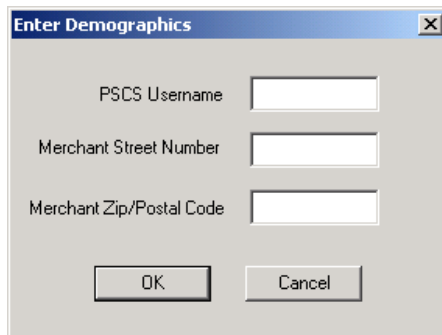 Enter Demographics
PSCS Username
Merchant Street Number
Merchant Zip/Postal Code
OK Cancel